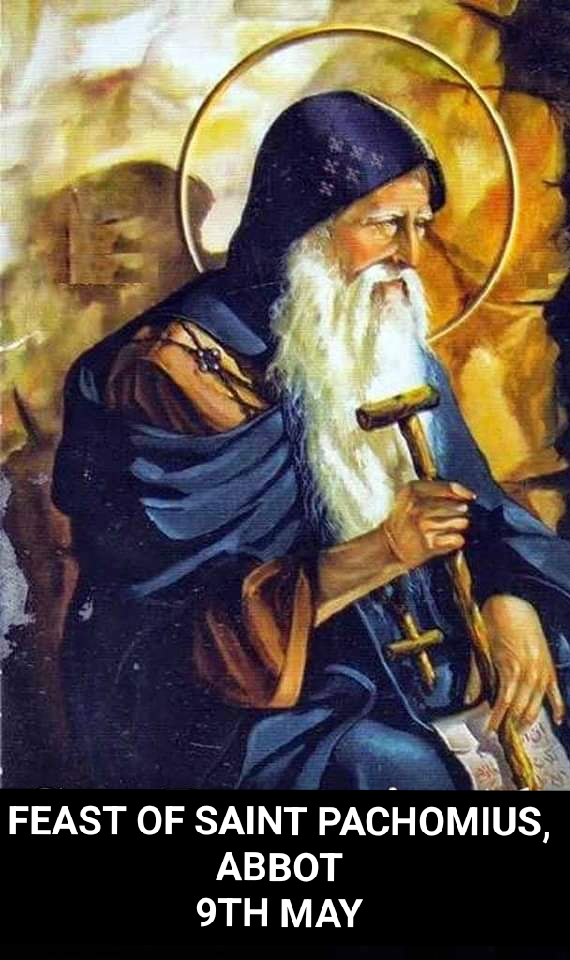 FEAST OF SAINT PACHOMIUS,
ABBOT
9TH MAY